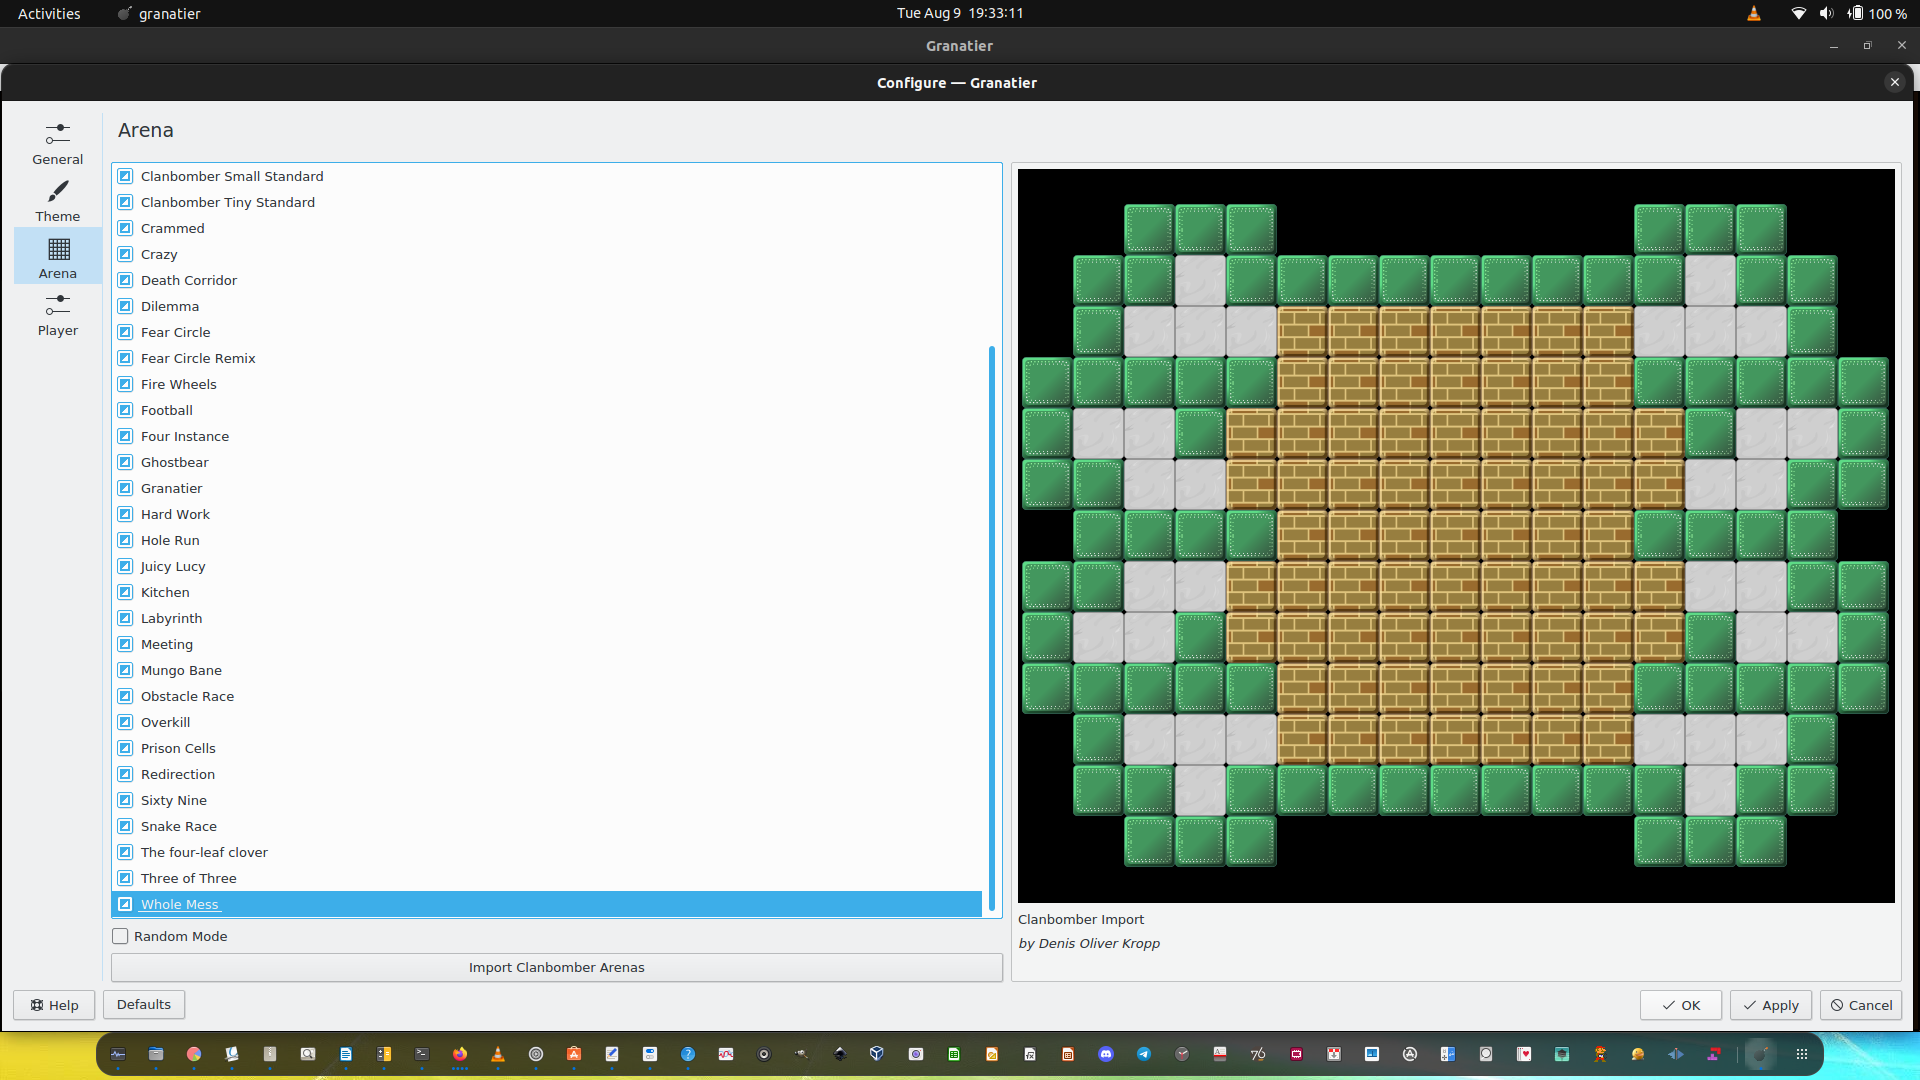 Activities
granatier
Tue Aug 9 19:33:11
100 %
Granatier
Configure — Granatier
General
Theme
Arena
Player
Arena
Clanbomber Small Standard
Clanbomber Tiny Standard
Crammed
Crazy
Death Corridor
Dilemma
Fear Circle
Fear Circle Remix
Fire Wheels
Football
Four Instance
Ghostbear
Granatier
Hard Work
Hole Run
Juicy Lucy
Kitchen
Labyrinth
Meeting
Mungo Bane
Obstacle Race
Overkill
Prison Cells
Redirection
Sixty Nine
Snake Race
The four-leaf clover
Three of Three
Whole Mess
Random Mode
Import Clanbomber Arenas
Clanbomber Import
by Denis Oliver Kropp
Help
Defaults
OK
Apply
Cancel